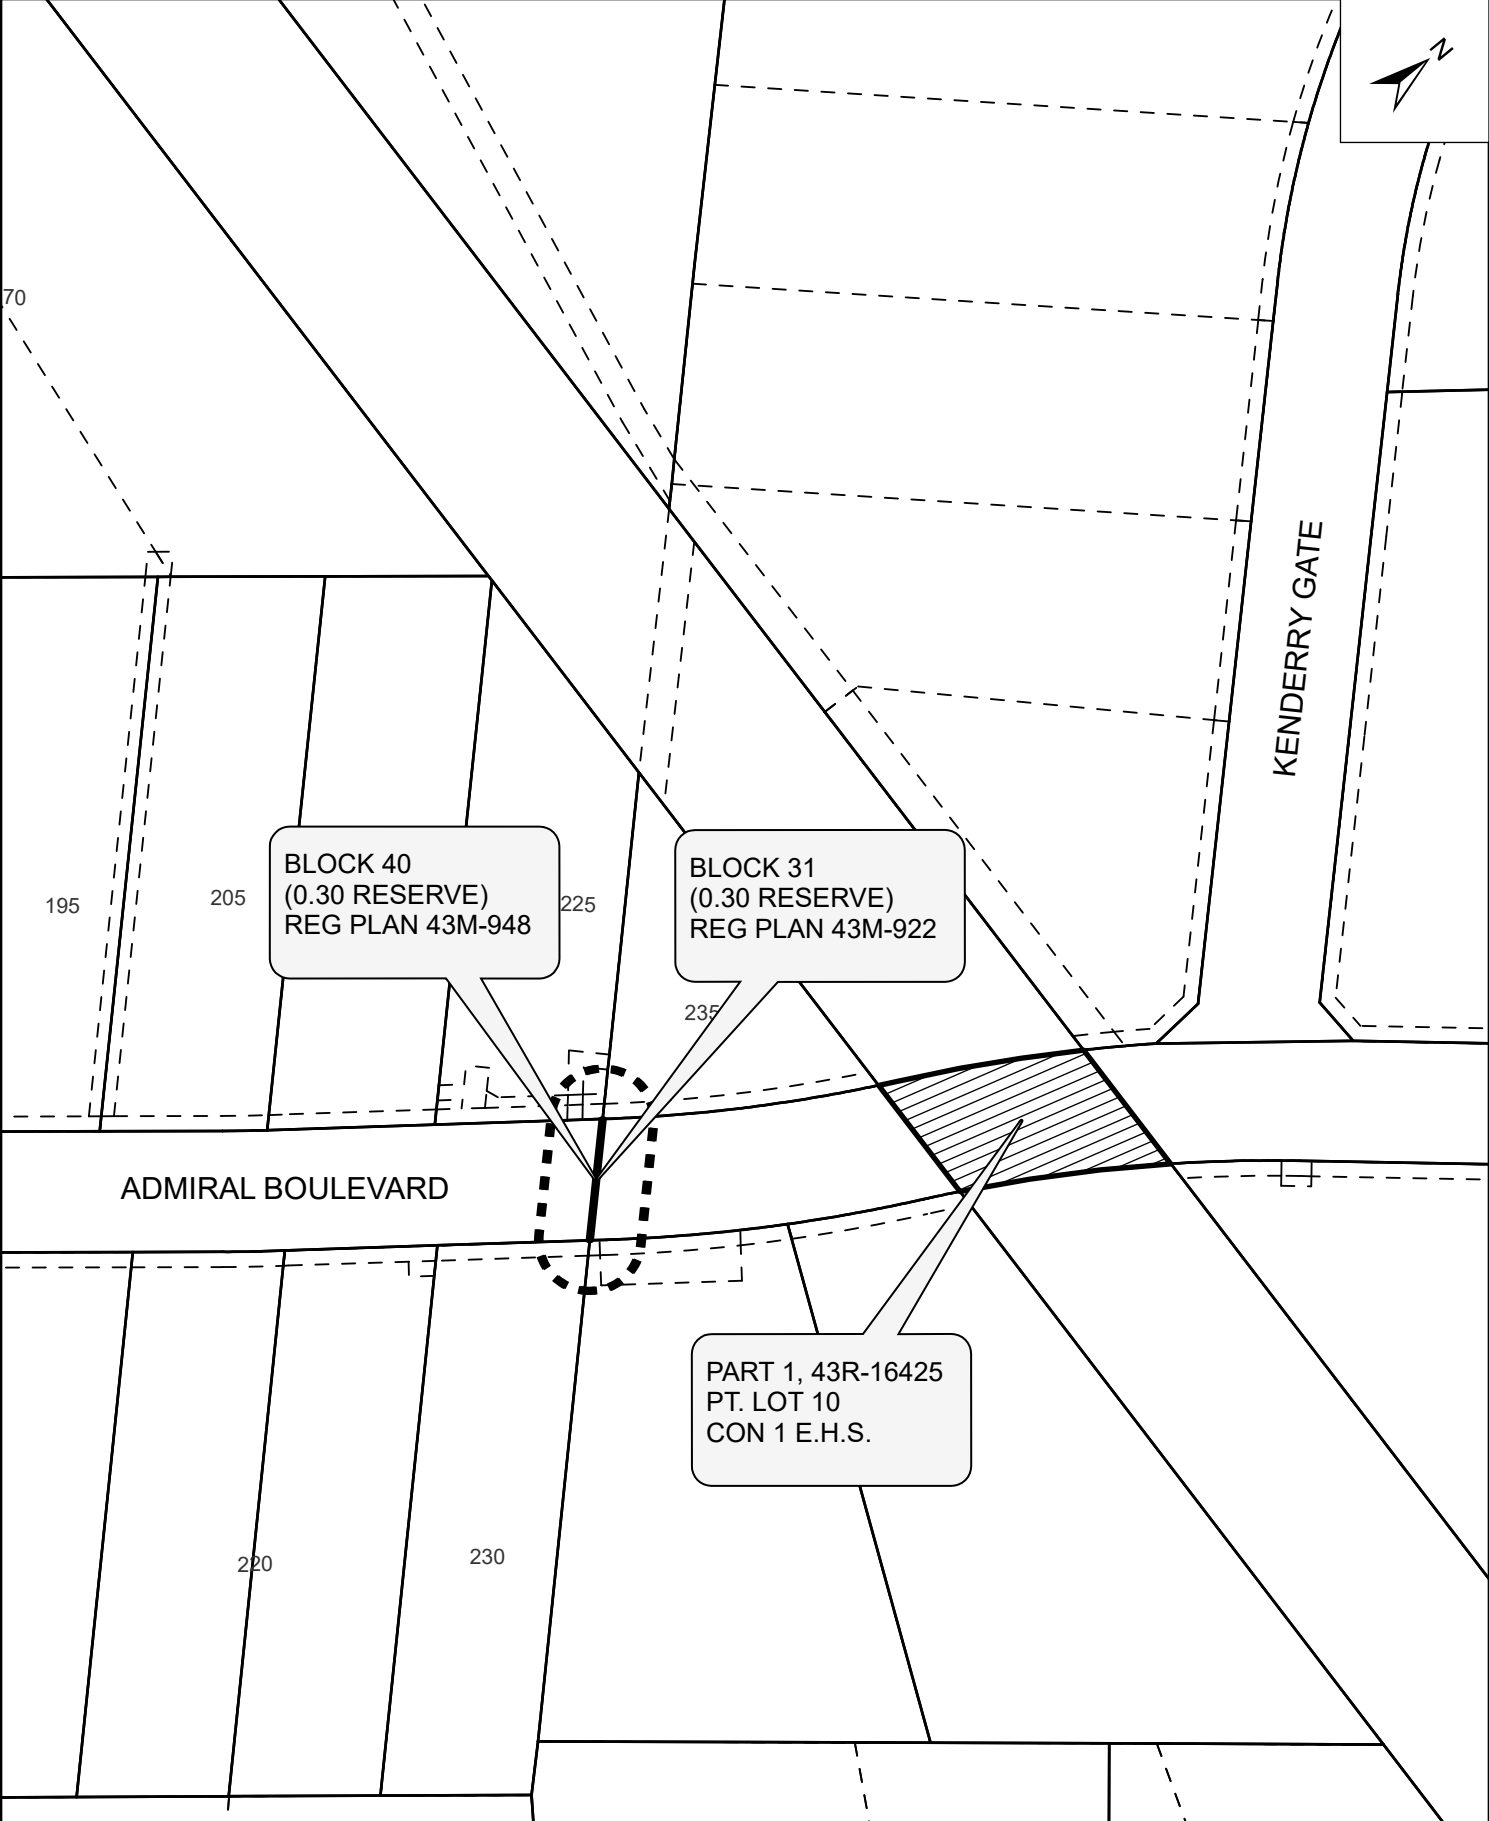 N
70
KENDERRY GATE
BLOCK 40
(0.30 RESERVE)
REG PLAN 43M-948
BLOCK 31
(0.30 RESERVE)
REG PLAN 43M-922
195
205
225
235
ADMIRAL BOULEVARD
PART 1, 43R-16425
PT. LOT 10
CON 1 E.H.S.
220
230